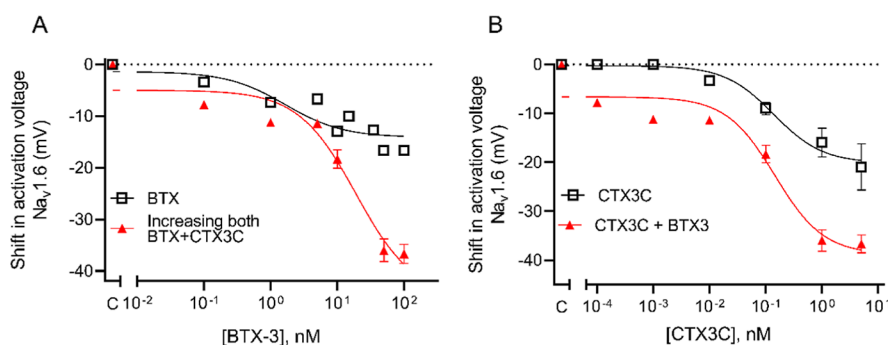 A
Shift in activation voltage
Nav1.6 (mV)
0
-10
-20
-30
-40
BTX
Increasing both
BTX+CTX3C
C
10-2
10-1
100
101
102
[BTX-3], nM
B
Shift in activation voltage
Nav1.6 (mV)
0
-10
-20
-30
-40
CTX3C
CTX3C + BTX3
C
10-4
10-3
10-2
10-1
100
101
[CTX3C], nM